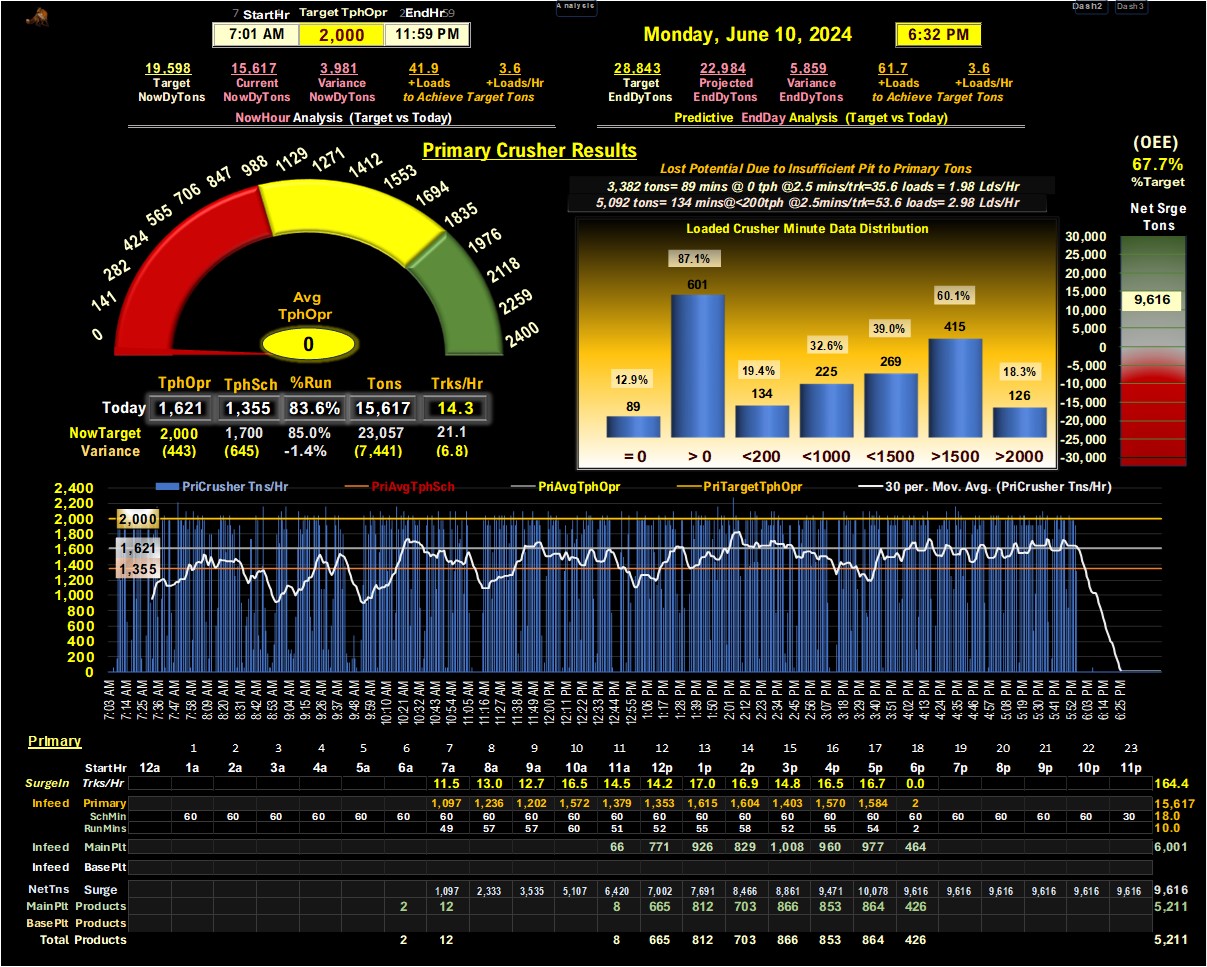 7 StartHr Target TphOpr 2EndHr59
7:01 AM 2,000 11:59 PM
Analysis
Dash2 Dash3
Monday, June 10, 2024 6:32 PM
19,598 15,617 3,981 41.9 3.6
Target Current Variance +Loads +Loads/Hr
NowDyTons NowDyTons NowDyTons to Achieve Target Tons
NowHour Analysis (Target vs Today)
28,843 22,984 5,859 61.7 3.6
Target Projected Variance +Loads +Loads/Hr
EndDyTons EndDyTons EndDyTons to Achieve Target Tons
Predictive EndDay Analysis (Target vs Today)
Primary Crusher Results
0 141 282 424 565 706 847 988 1129 1271 1412 1553 1694 1835 1976 2118 2259 2400
Avg
TphOpr
0
TphOpr TphSch %Run Tons Trks/Hr
Today 1,621 1,355 83.6% 15,617 14.3
NowTarget 2,000 1,700 85.0% 23,057 21.1
Variance (443) (645) -1.4% (7,441) (6.8)
Lost Potential Due to Insufficient Pit to Primary Tons
3,382 tons= 89 mins @ 0 tph @2.5 mins/trk=35.6 loads = 1.98 Lds/Hr
5,092 tons= 134 mins@<200tph @2.5mins/trk=53.6 loads= 2.98 Lds/Hr
Loaded Crusher Minute Data Distribution
12.9% 87.1% 19.4% 32.6% 39.0% 60.1% 18.3%
89 601 134 225 269 415 126
= 0 > 0 <200 <1000 <1500 >1500 >2000
(OEE)
67.7%
%Target
Net Srge
Tons
30,000
25,000
20,000
15,000
10,000
5,000
0
-5,000
-10,000
-15,000
-20,000
-25,000
-30,000
9,616
PriCrusher Tns/Hr PriAvgTphSch PriAvgTphOpr PriTargetTphOpr 30 per. Mov. Avg. (PriCrusher Tns/Hr)
2,400
2,200
2,000
1,800
1,600
1,400
1,200
1,000
800
600
400
200
0
2,000
1,621
1,355
7:03 AM 7:14 AM 7:25 AM 7:36 AM 7:47 AM 7:58 AM 8:09 AM 8:20 AM 8:31 AM 8:42 AM 8:53 AM 9:04 AM 9:15 AM 9:26 AM 9:37 AM 9:48 AM 9:59 AM 10:10 AM 10:21 AM 10:32 AM 10:43 AM 10:54 AM 11:05 AM 11:16 AM 11:27 AM 11:38 AM 11:49 AM 12:00 PM 12:11 PM 12:22 PM 12:33 PM 12:44 PM 12:55 PM 1:06 PM 1:17 PM 1:28 PM 1:39 PM 1:50 PM 2:01 PM 2:12 PM 2:23 PM 2:34 PM 2:45 PM 2:56 PM 3:07 PM 3:18 PM 3:29 PM 3:40 PM 3:51 PM 4:02 PM 4:13 PM 4:24 PM 4:35 PM 4:46 PM 4:57 PM 5:08 PM 5:19 PM 5:30 PM 5:41 PM 5:52 PM 6:03 PM 6:14 PM 6:25 PM
Primary 1 2 3 4 5 6 7 8 9 10 11 12 13 14 15 16 17 18 19 20 21 22 23
StartHr 12a 1a 2a 3a 4a 5a 6a 7a 8a 9a 10a 11a 12p 1p 2p 3p 4p 5p 6p 7p 8p 9p 10p 11p
SurgeIn Trks/Hr 11.5 13.0 12.7 16.5 14.5 14.2 17.0 16.9 14.8 16.5 16.7 0.0 164.4
Infeed Primary 1,097 1,236 1,202 1,572 1,379 1,353 1,615 1,604 1,403 1,570 1,584 2 15,617
SchMin 60 60 60 60 60 60 60 60 60 60 60 60 60 60 60 60 60 60 60 60 60 60 30 18.0
RunMins 49 57 57 60 51 52 55 58 52 55 54 2 10.0
Infeed MainPlt 66 771 926 829 1,008 960 977 464 6,001
Infeed BasePlt
NetTns Surge 1,097 2,333 3,535 5,107 6,420 7,002 7,691 8,466 8,861 9,471 10,078 9,616 9,616 9,616 9,616 9,616 9,616 9,616
MainPlt Products 2 12 8 665 812 703 866 853 864 426 5,211
BasePlt Products
Total Products 2 12 8 665 812 703 866 853 864 426 5,211